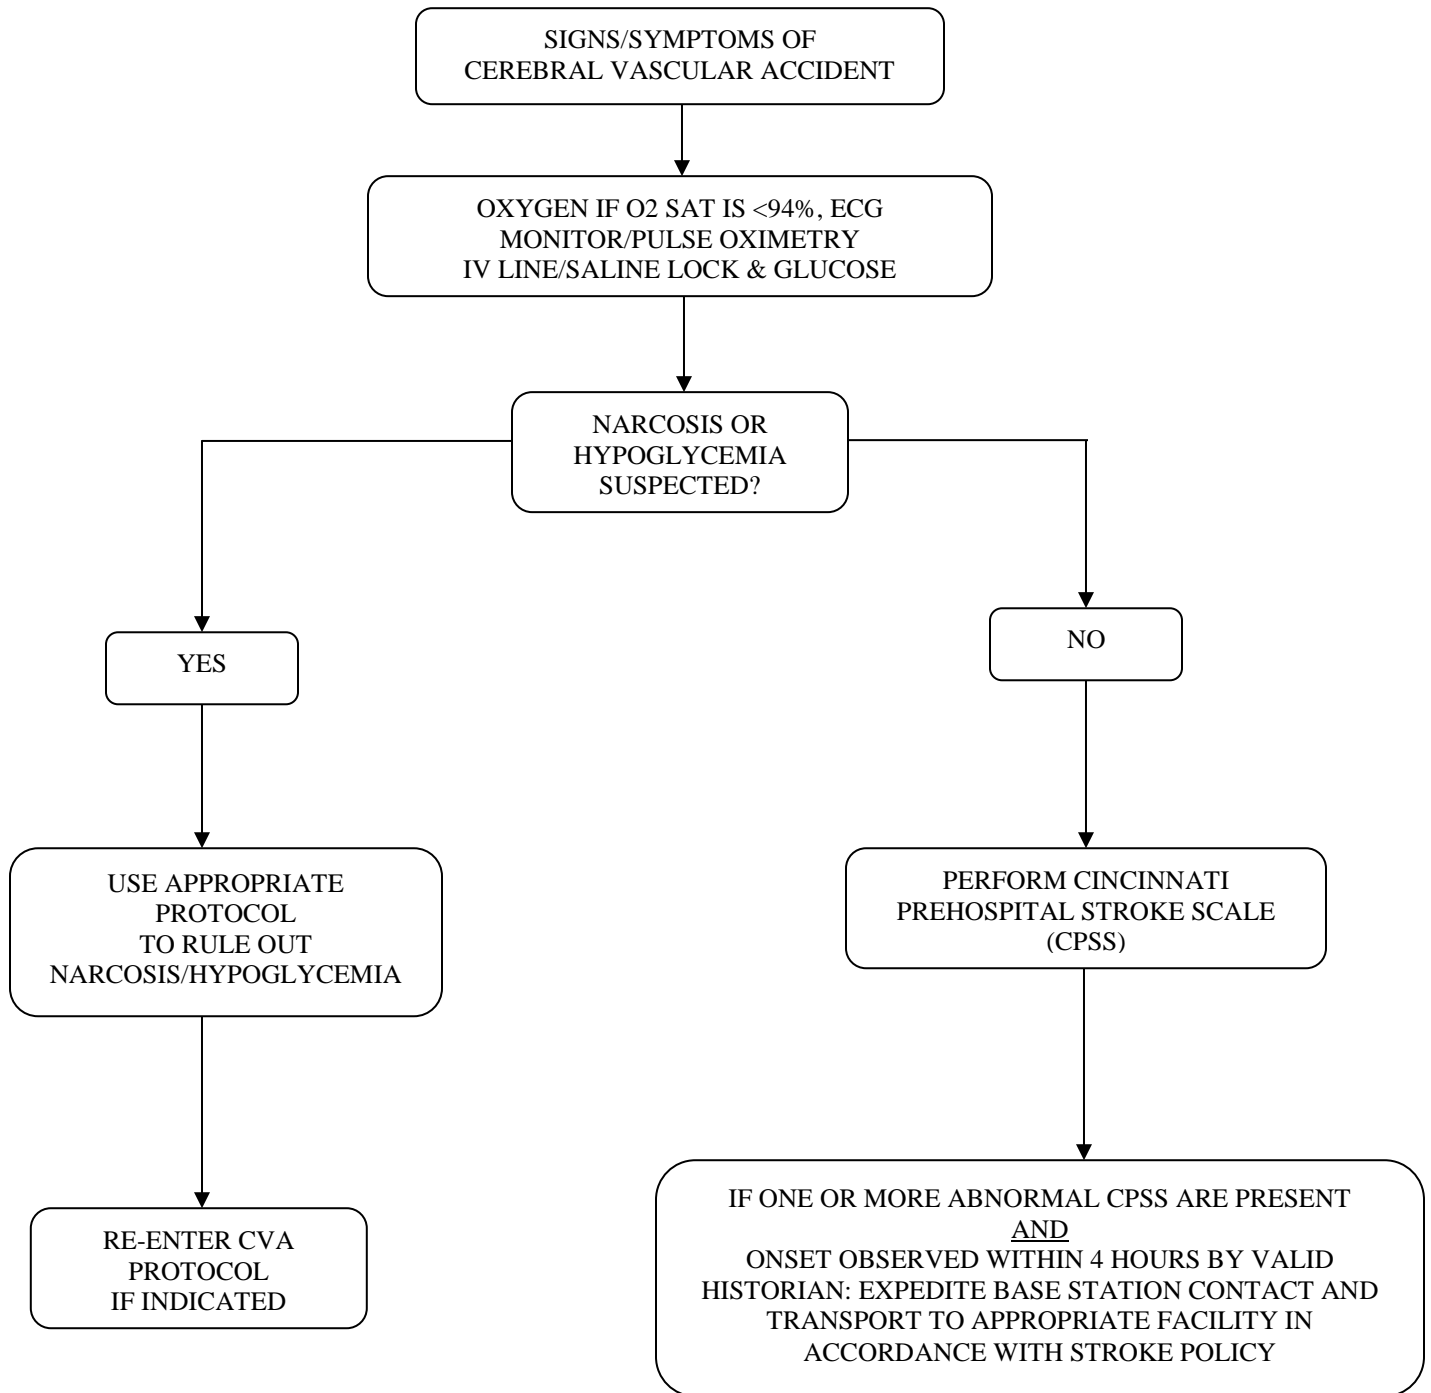 SIGNS/SYMPTOMS OF
CEREBRAL VASCULAR ACCIDENT
OXYGEN IF O2 SAT IS <94%, ECG
MONITOR/PULSE OXIMETRY
IV LINE/SALINE LOCK & GLUCOSE
NARCOSIS OR
HYPOGLYCEMIA
SUSPECTED?
YES
NO
USE APPROPRIATE
PROTOCOL
TO RULE OUT
NARCOSIS/HYPOGLYCEMIA
PERFORM CINCINNATI
PREHOSPITAL STROKE SCALE
(CPSS)
RE-ENTER CVA
PROTOCOL
IF INDICATED
IF ONE OR MORE ABNORMAL CPSS ARE PRESENT
AND
ONSET OBSERVED WITHIN 4 HOURS BY VALID
HISTORIAN: EXPEDITE BASE STATION CONTACT AND
TRANSPORT TO APPROPRIATE FACILITY IN
ACCORDANCE WITH STROKE POLICY